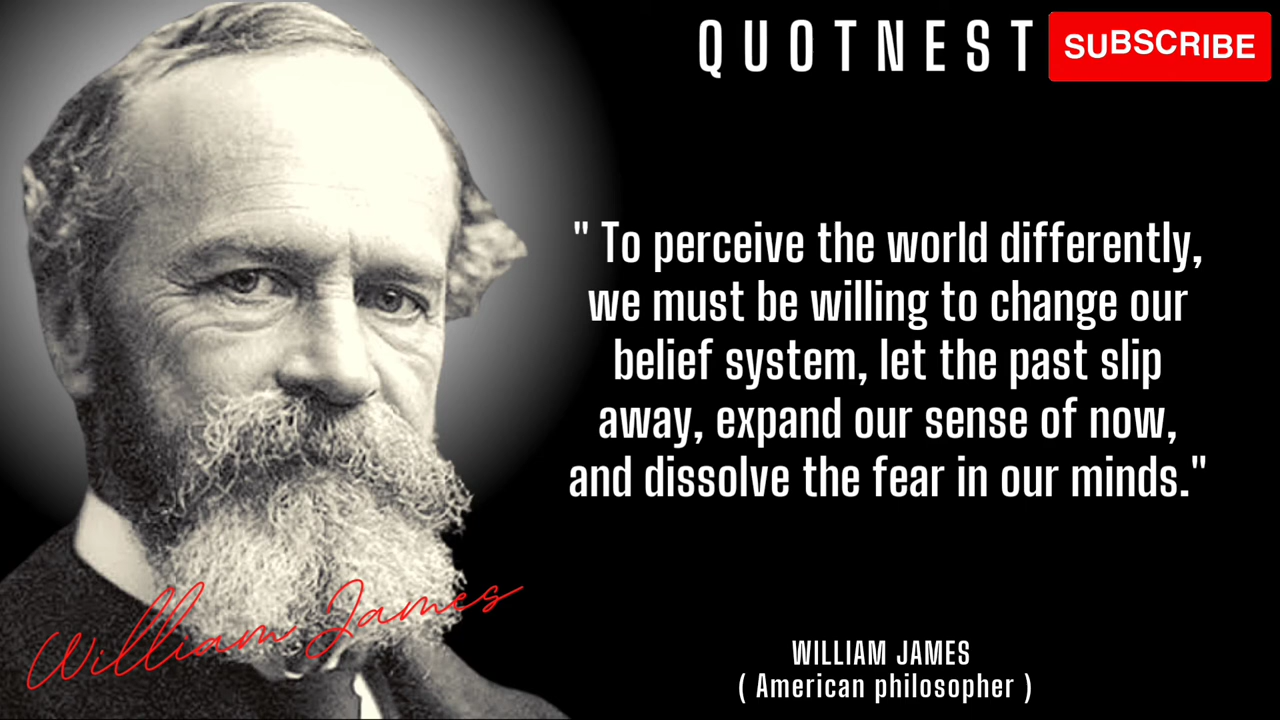 QUOTNEST SUBSCRIBE
" To perceive the world differently,
we must be willing to change our
belief system, let the past slip
away, expand our sense of now,
and dissolve the fear in our minds."
William James
WILLIAM JAMES
( American philosopher )